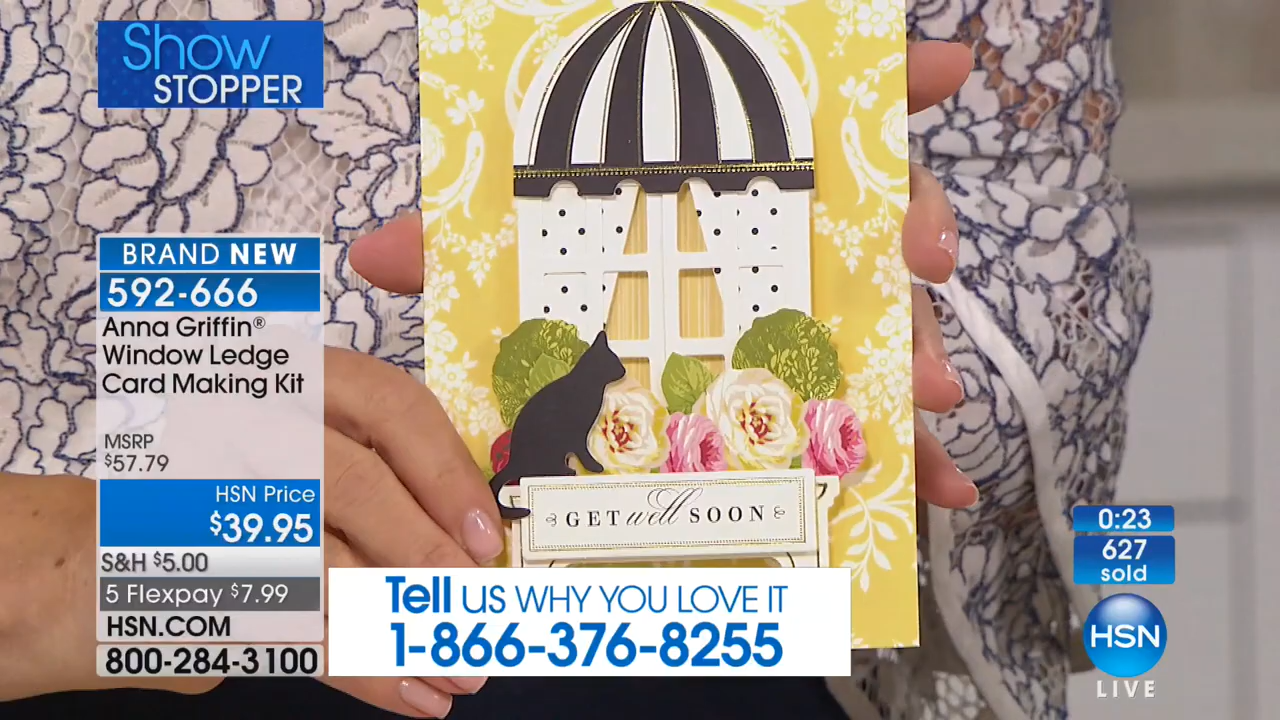 Show
STOPPER
BRAND NEW
592-666
Anna Griffin®
Window Ledge
Card Making Kit
MSRP
$57.79
HSN Price
$39.95
S&H $5.00
5 Flexpay $7.99
HSN.COM
800-284-3100
GET well SOON
Tell us WHY YOU LOVE IT
1-866-376-8255
0:23
627
sold
HSN
LIVE